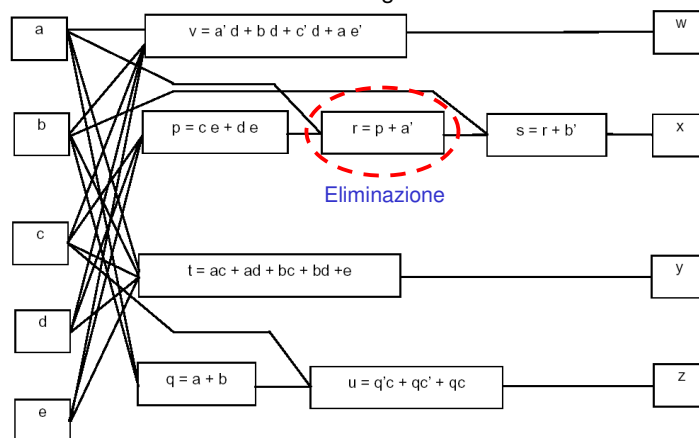 a
v = a' d + b d + c' d + a e'
w
b
p = c e + d e
r = p + a'
s = r + b'
x
Eliminazione
c
t = ac + ad + bc + bd +e
y
d
q = a + b
u = q'c + qc' + qc
z
e